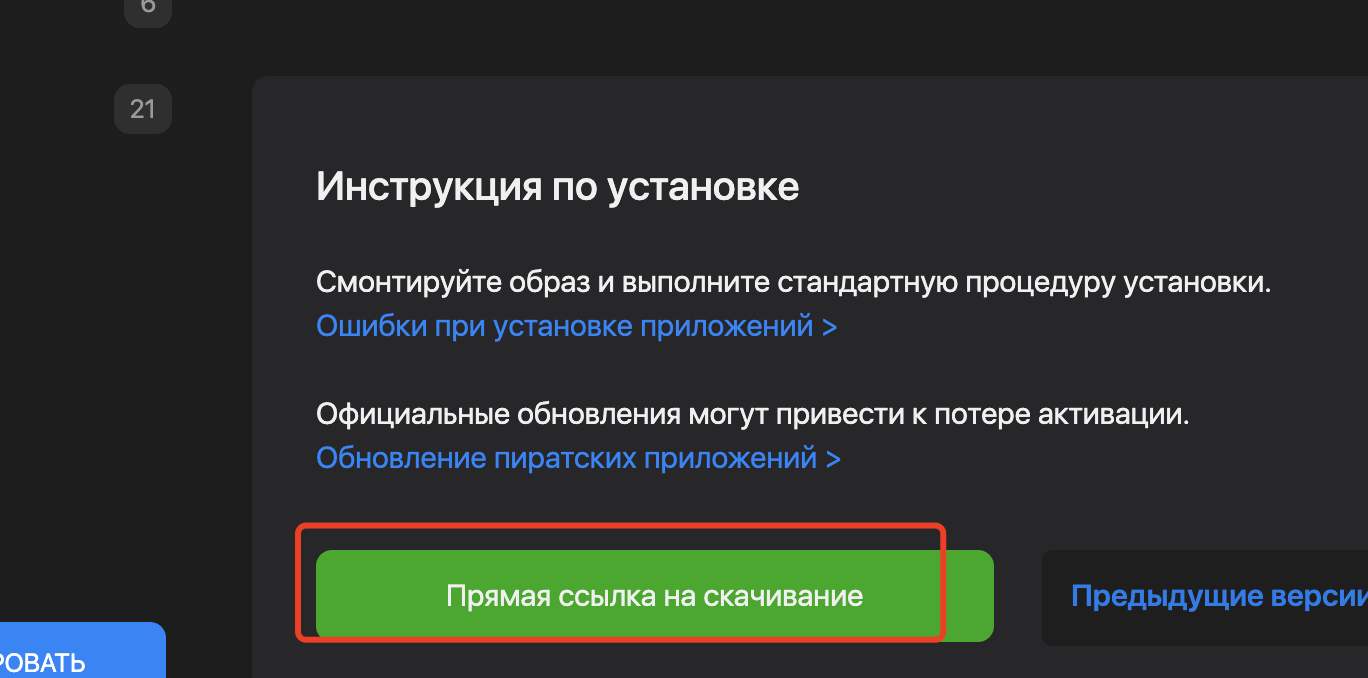 6
21
Инструкция по установке
Смонтируйте образ и выполните стандартную процедуру установки.
Ошибки при установке приложений >
Официальные обновления могут привести к потере активации.
Обновление пиратских приложений >
Прямая ссылка на скачивание
Предыдущие версии
РОВАТЬ